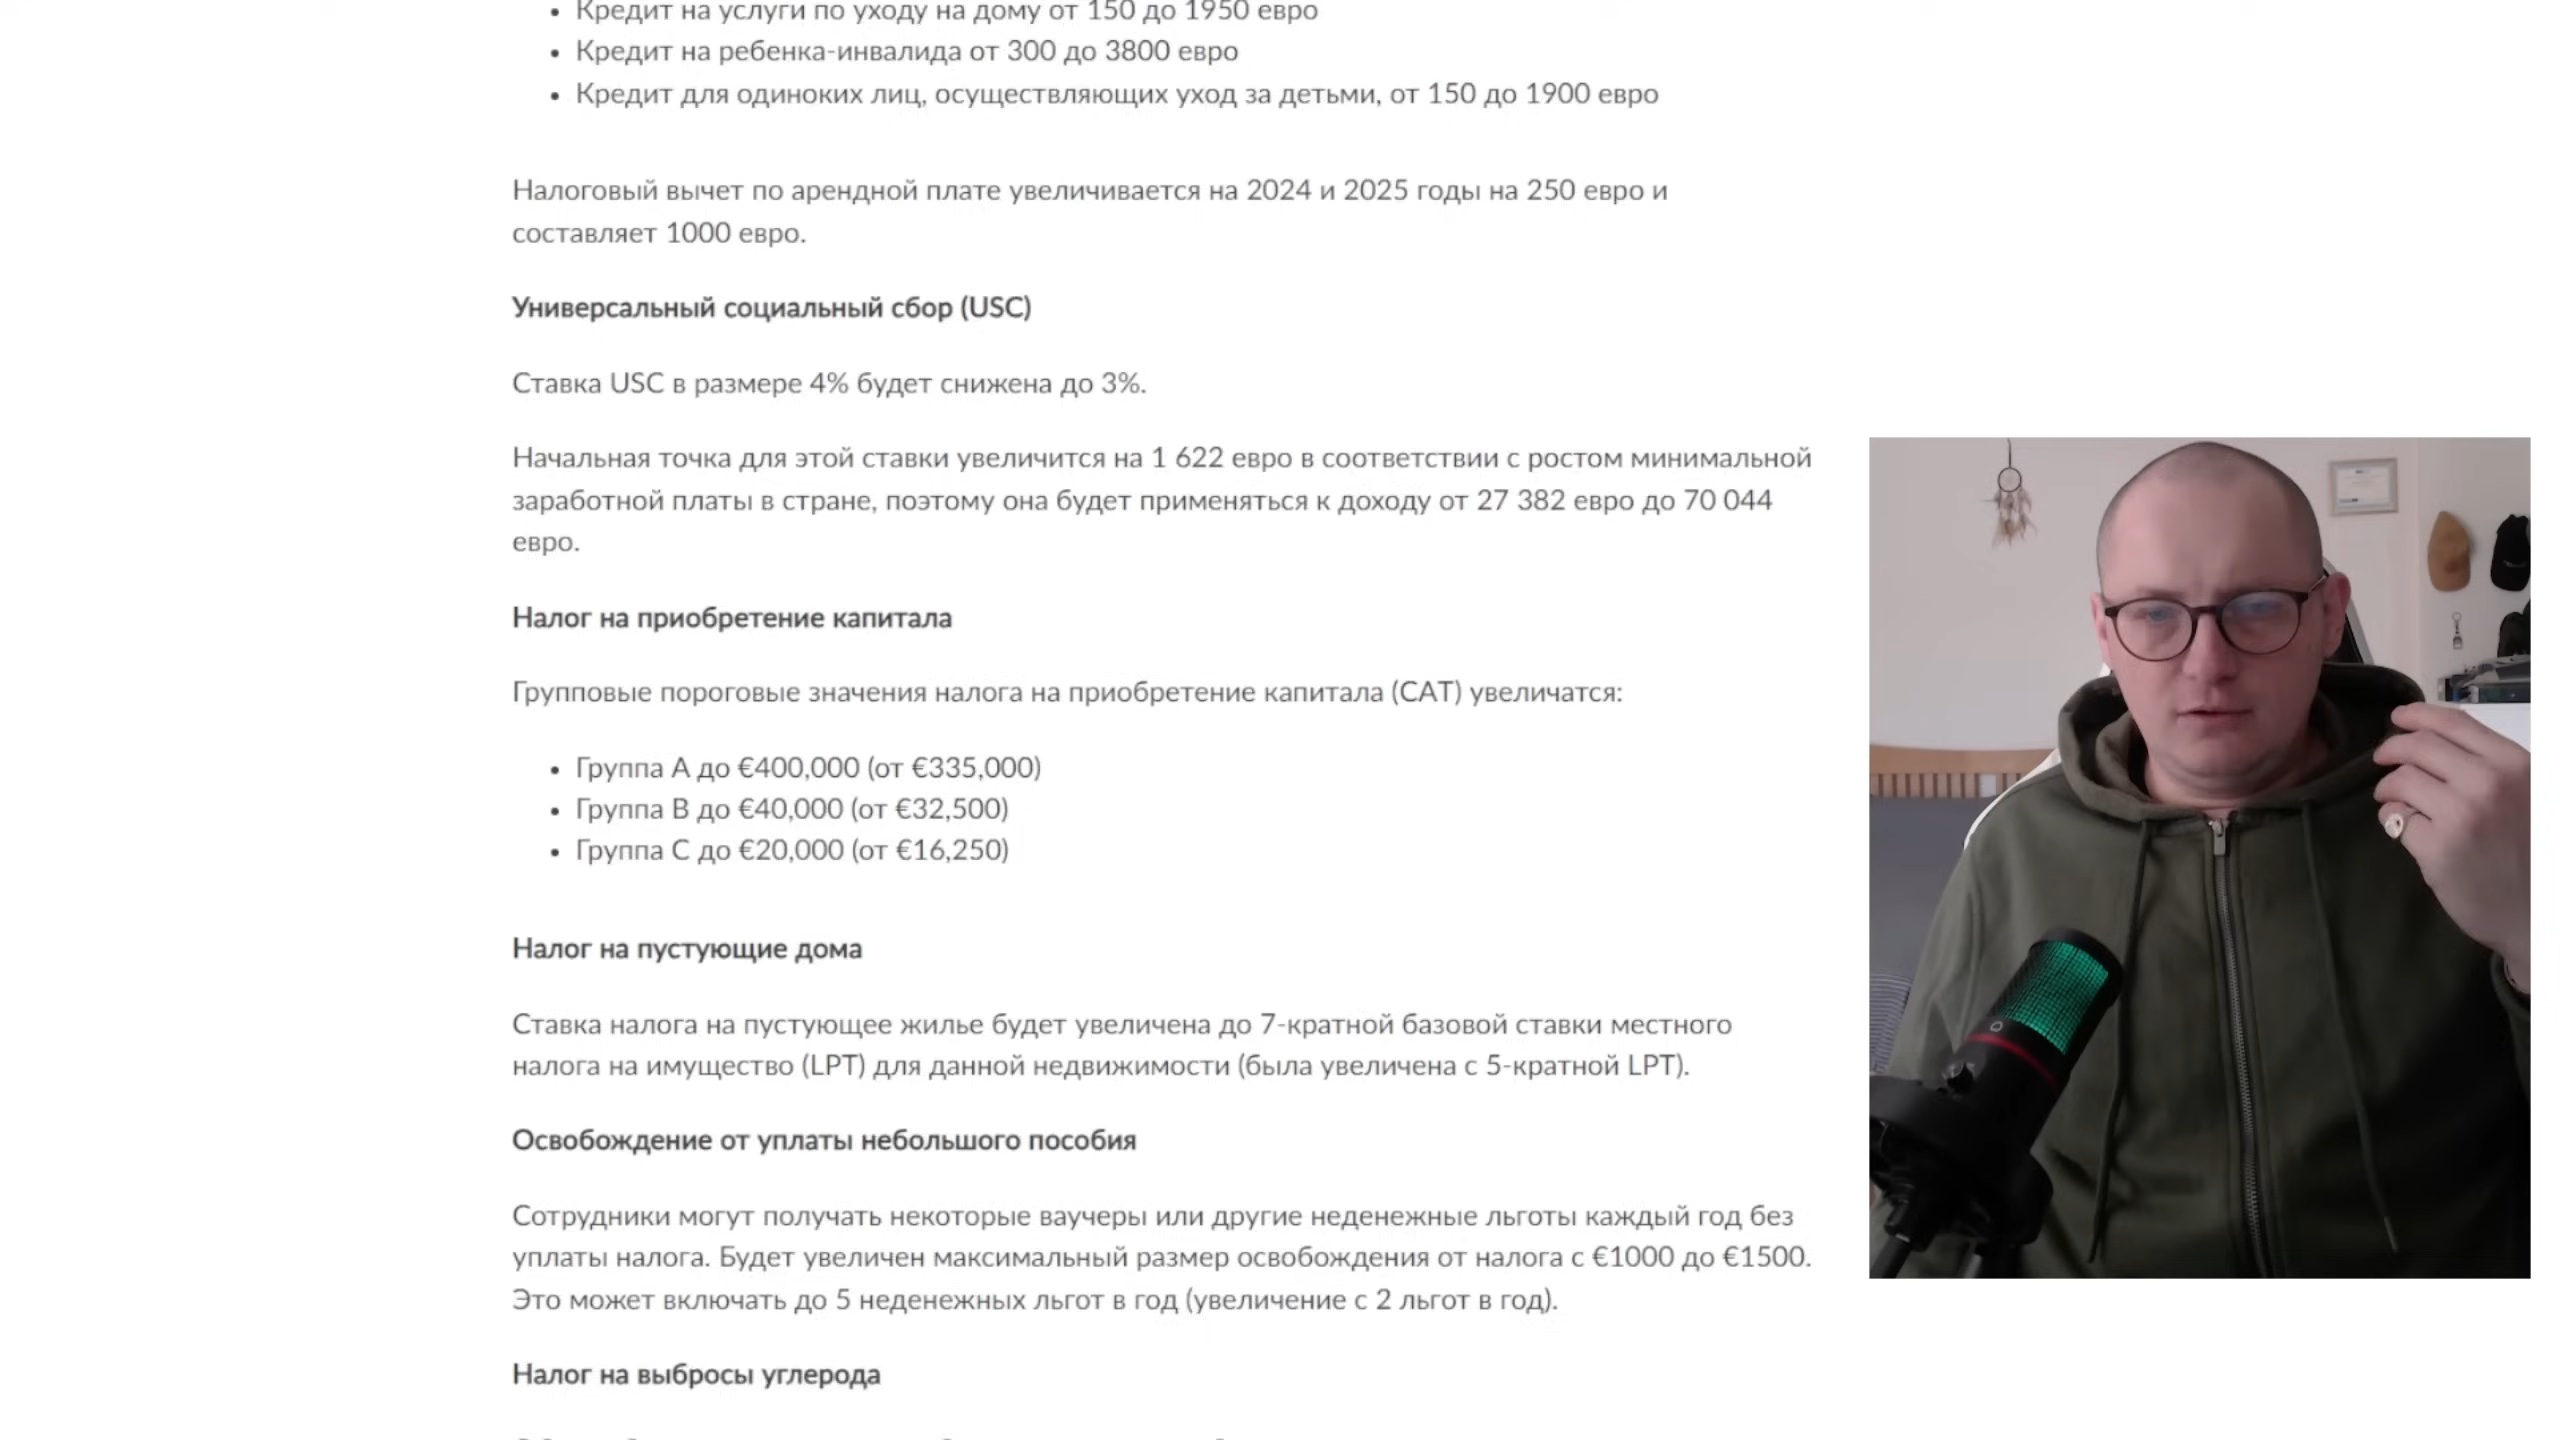 Кредит на услуги по уходу на дому от 150 до 1950 евро
Кредит на ребенка-инвалида от 300 до 3800 евро
Кредит для одиноких лиц, осуществляющих уход за детьми, от 150 до 1900 евро
Налоговый вычет по арендной плате увеличивается на 2024 и 2025 годы на 250 евро и
составляет 1000 евро.
Универсальный социальный сбор (USC)
Ставка USC в размере 4% будет снижена до 3%.
Начальная точка для этой ставки увеличится на 1 622 евро в соответствии с ростом минимальной
заработной платы в стране, поэтому она будет применяться к доходу от 27 382 евро до 70 044
евро.
Налог на приобретение капитала
Групповые пороговые значения налога на приобретение капитала (CAT) увеличатся:
Группа A до €400,000 (от €335,000)
Группа B до €40,000 (от €32,500)
Группа C до €20,000 (от €16,250)
Налог на пустующие дома
Ставка налога на пустующее жилье будет увеличена до 7-кратной базовой ставки местного
налога на имущество (LPT) для данной недвижимости (была увеличена с 5-кратной LPT).
Освобождение от уплаты небольшого пособия
Сотрудники могут получать некоторые ваучеры или другие неденежные льготы каждый год без
уплаты налога. Будет увеличен максимальный размер освобождения от налога с €1000 до €1500.
Это может включать до 5 неденежных льгот в год (увеличение с 2 льгот в год).
Налог на выбросы углерода